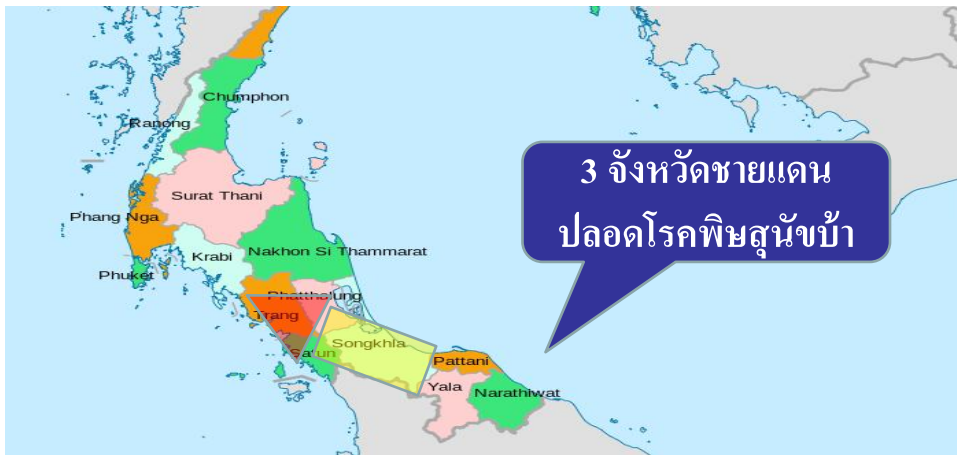 Chumphon
Ranong
3 จังหวัดชายแดน
ปลอดโรคพิษสุนัขบ้า
Surat Thani
Phang Nga
Nakhon Si Thammarat
Krabi
Phuket
Phatthalung
Trang
Songkhla
Satun
Pattani
Yala
Narathiwat